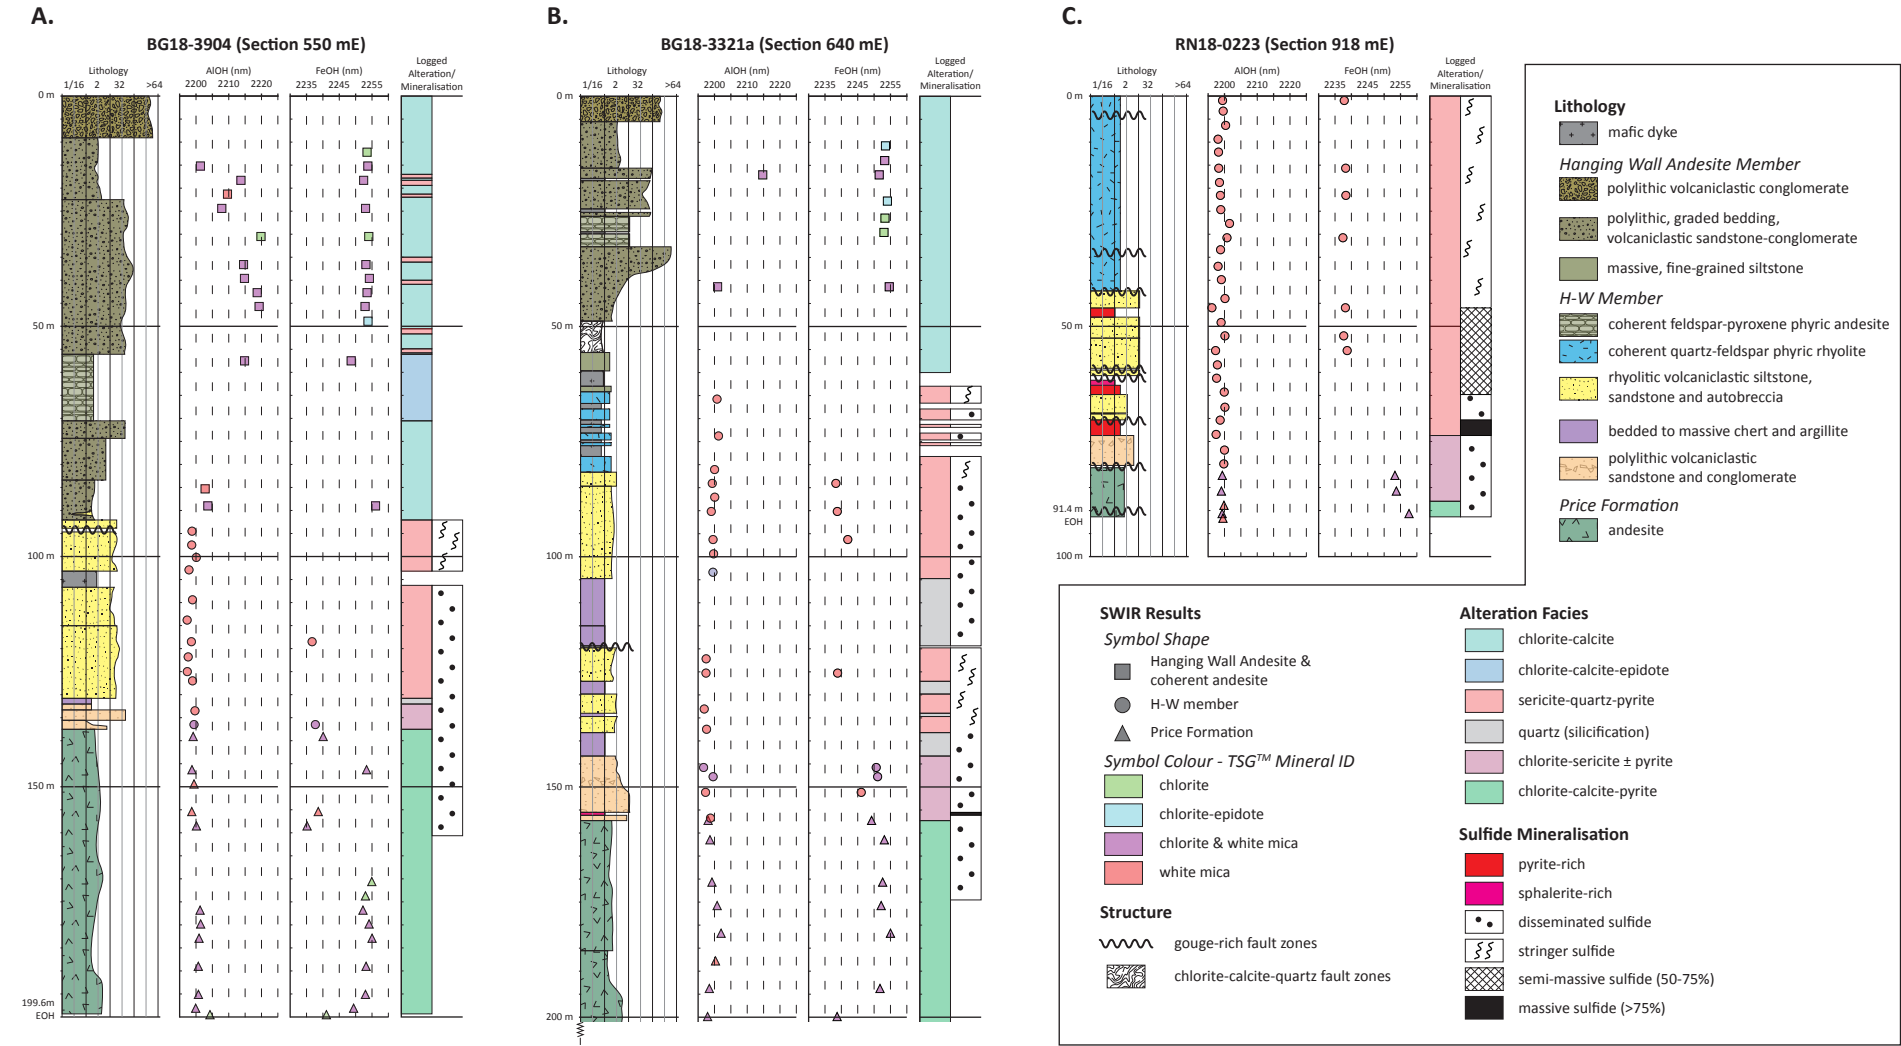 A.
BG18-3904 (Section 550 mE)
Lithology
1/16 2 32 >64
AlOH (nm)
2200 2210 2220
FeOH (nm)
2235 2245 2255
Logged
Alteration/
Mineralisation
0 m
50 m
100 m
150 m
199.6m
EOH
B.
BG18-3321a (Section 640 mE)
Lithology
1/16 2 32 >64
AlOH (nm)
2200 2210 2220
FeOH (nm)
2235 2245 2255
Logged
Alteration/
Mineralisation
0 m
50 m
100 m
150 m
200 m
C.
RN18-0223 (Section 918 mE)
Lithology
1/16 2 32 >64
AlOH (nm)
2200 2210 2220
FeOH (nm)
2235 2245 2255
Logged
Alteration/
Mineralisation
0 m
50 m
91.4 m
EOH
100 m
Lithology
mafic dyke
Hanging Wall Andesite Member
polylithic volcaniclastic conglomerate
polylithic, graded bedding,
volcaniclastic sandstone-conglomerate
massive, fine-grained siltstone
H-W Member
coherent feldspar-pyroxene phyric andesite
coherent quartz-feldspar phyric rhyolite
rhyolitic volcaniclastic siltstone,
sandstone and autobreccia
bedded to massive chert and argillite
polylithic volcaniclastic
sandstone and conglomerate
Price Formation
andesite
SWIR Results
Symbol Shape
Hanging Wall Andesite &
coherent andesite
H-W member
Price Formation
Symbol Colour - TSG™ Mineral ID
chlorite
chlorite-epidote
chlorite & white mica
white mica
Structure
gouge-rich fault zones
chlorite-calcite-quartz fault zones
Alteration Facies
chlorite-calcite
chlorite-calcite-epidote
sericite-quartz-pyrite
quartz (silicification)
chlorite-sericite ± pyrite
chlorite-calcite-pyrite
Sulfide Mineralisation
pyrite-rich
sphalerite-rich
disseminated sulfide
stringer sulfide
semi-massive sulfide (50-75%)
massive sulfide (>75%)